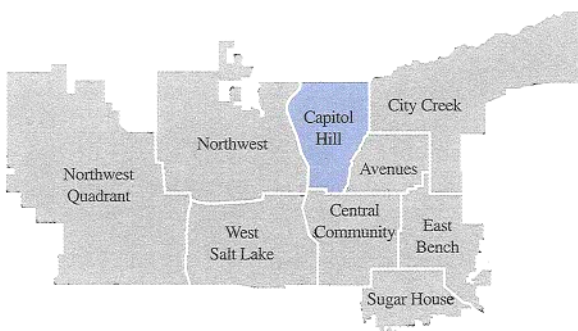 City Creek
Capitol
Hill
Northwest
Avenues
Northwest
Quadrant
Central
Community
West
Salt Lake
East
Bench
Sugar House